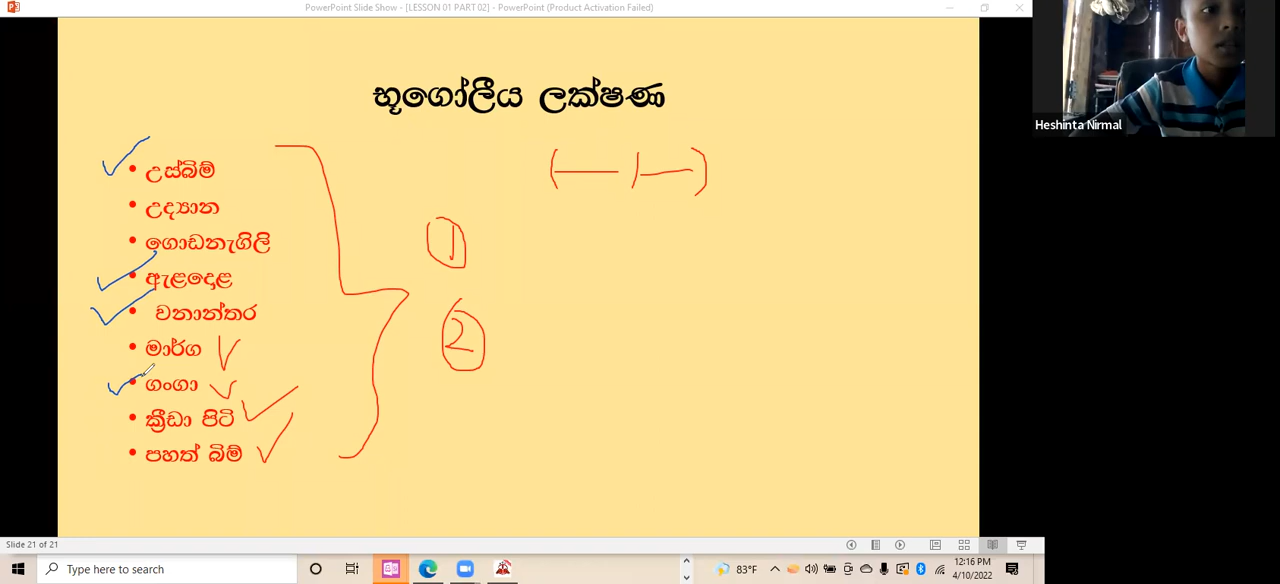 PowerPoint Slide Show - [LESSON 01 PART 02] - PowerPoint (Product Activation Failed)
භූගෝලීය ලක්ෂණ
Heshinta Nirmal
• උස්බිම්
• උද්‍යාන
• ගොඩනැගිලි
• ඇළදොළ
• වනාන්තර
• මාර්ග
• ගංගා
• ක්‍රීඩා පිටි
• පහත් බිම්
1
2
Slide 21 of 21
Type here to search
83°F
12:16 PM
4/10/2022